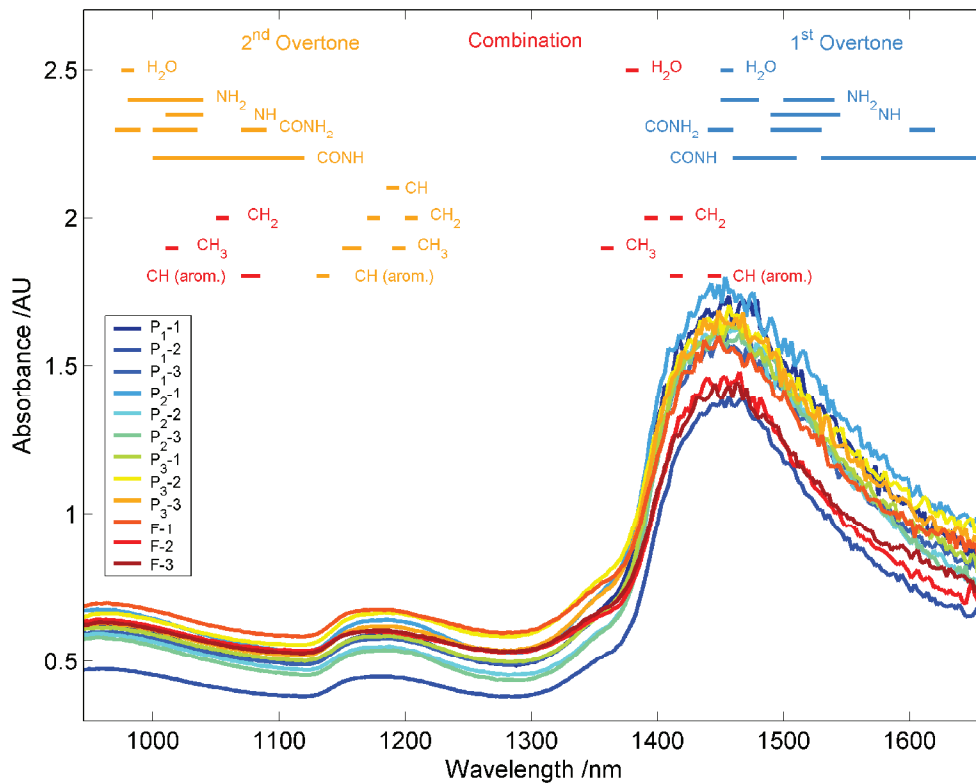 2nd Overtone Combination 1st Overtone
H2O H2O H2O
NH2 NH2
NH NH
CONH2 CONH2
CONH CONH
CH
CH2 CH2 CH2
CH3 CH3 CH3
CH (arom.) CH (arom.) CH (arom.)
2.5
2
1.5
1
0.5
Absorbance /AU
P1-1
P1-2
P1-3
P2-1
P2-2
P2-3
P3-1
P3-2
P3-3
F-1
F-2
F-3
1000 1100 1200 1300 1400 1500 1600
Wavelength /nm